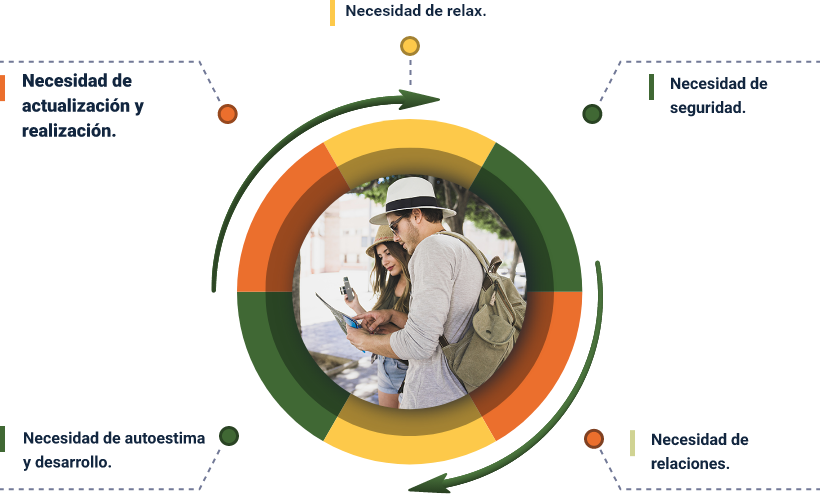 Necesidad de relax.
Necesidad de
actualización y
realización.
Necesidad de
seguridad.
Necesidad de autoestima
y desarrollo.
Necesidad de
relaciones.